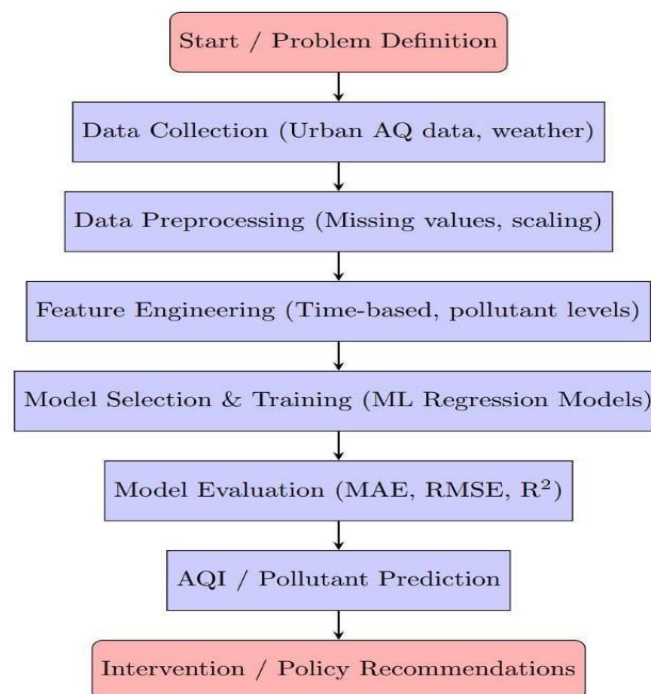 Start / Problem Definition
Data Collection (Urban AQ data, weather)
Data Preprocessing (Missing values, scaling)
Feature Engineering (Time-based, pollutant levels)
Model Selection & Training (ML Regression Models)
Model Evaluation (MAE, RMSE, R²)
AQI / Pollutant Prediction
Intervention / Policy Recommendations